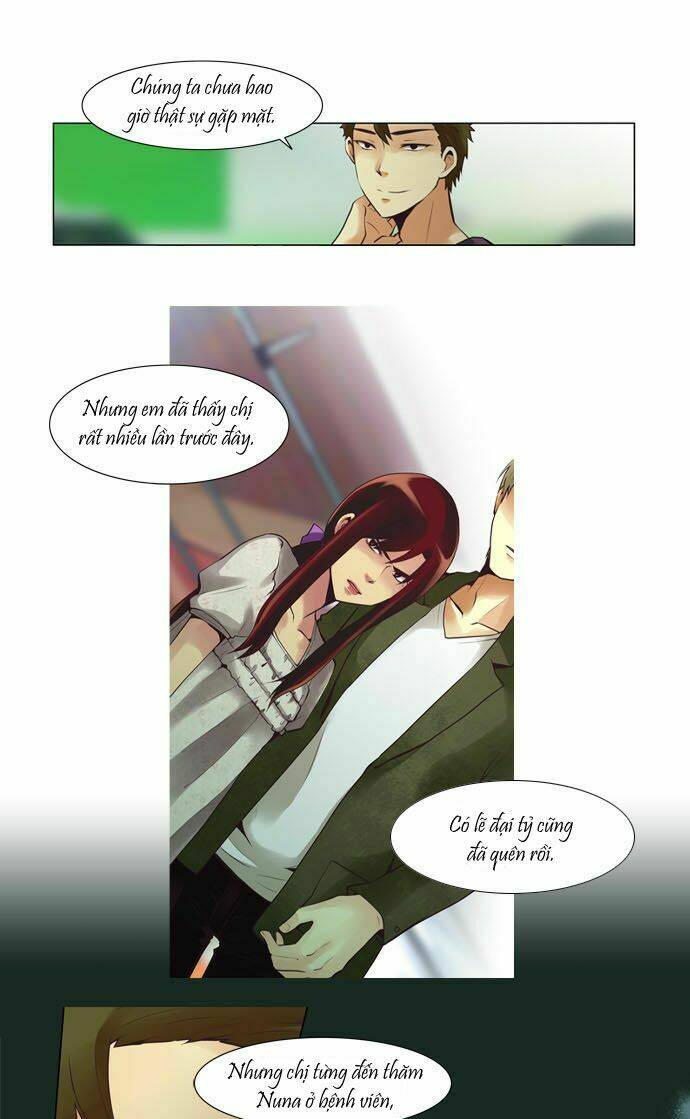 Chúng ta chưa bao
giờ thật sự gặp mặt.
Nhưng em đã thấy chị
rất nhiều lần trước đây.
Có lẽ đại tỷ cũng
đã quên rồi.
Nhưng chị từng đến thăm
Nuna ở bệnh viên,